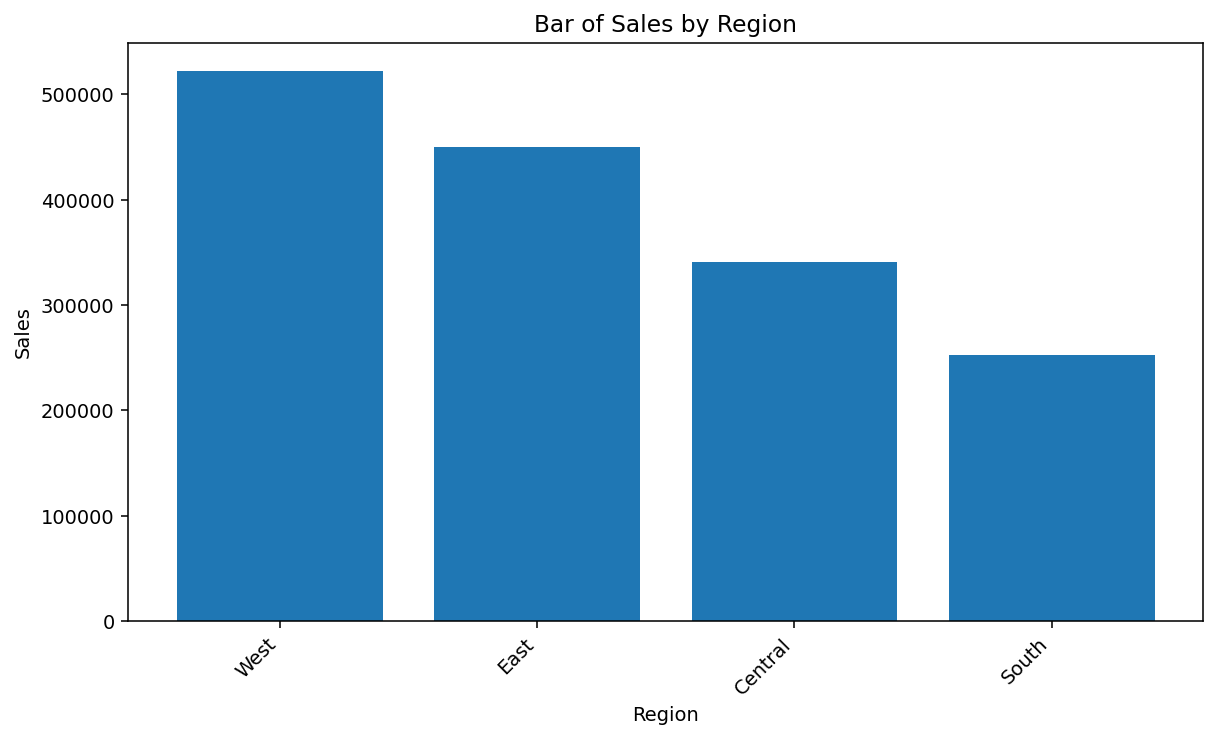 Bar of Sales by Region
Sales
500000
400000
300000
200000
100000
0
West
East
Central
South
Region